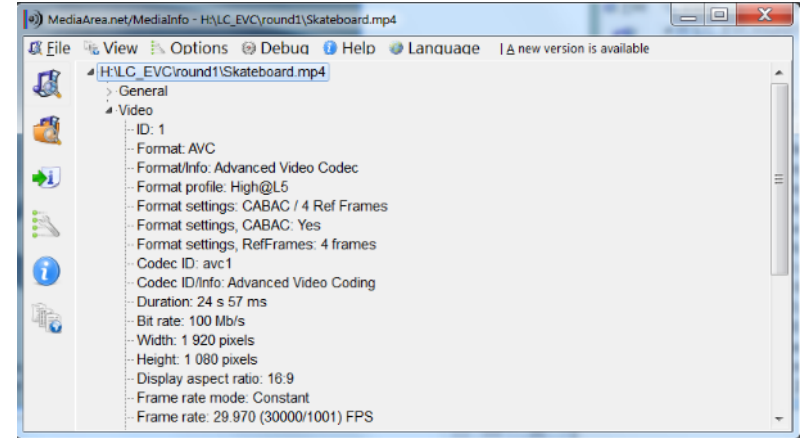 MediaArea.net/MediaInfo - H:\LC_EVC\round1\Skateboard.mp4
File View Options Debug Help Language | A new version is available
H:\LC_EVC\round1\Skateboard.mp4
General
Video
ID: 1
Format: AVC
Format/Info: Advanced Video Codec
Format profile: High@L5
Format settings: CABAC / 4 Ref Frames
Format settings, CABAC: Yes
Format settings, RefFrames: 4 frames
Codec ID: avc1
Codec ID/Info: Advanced Video Coding
Duration: 24 s 57 ms
Bit rate: 100 Mb/s
Width: 1 920 pixels
Height: 1 080 pixels
Display aspect ratio: 16:9
Frame rate mode: Constant
Frame rate: 29.970 (30000/1001) FPS